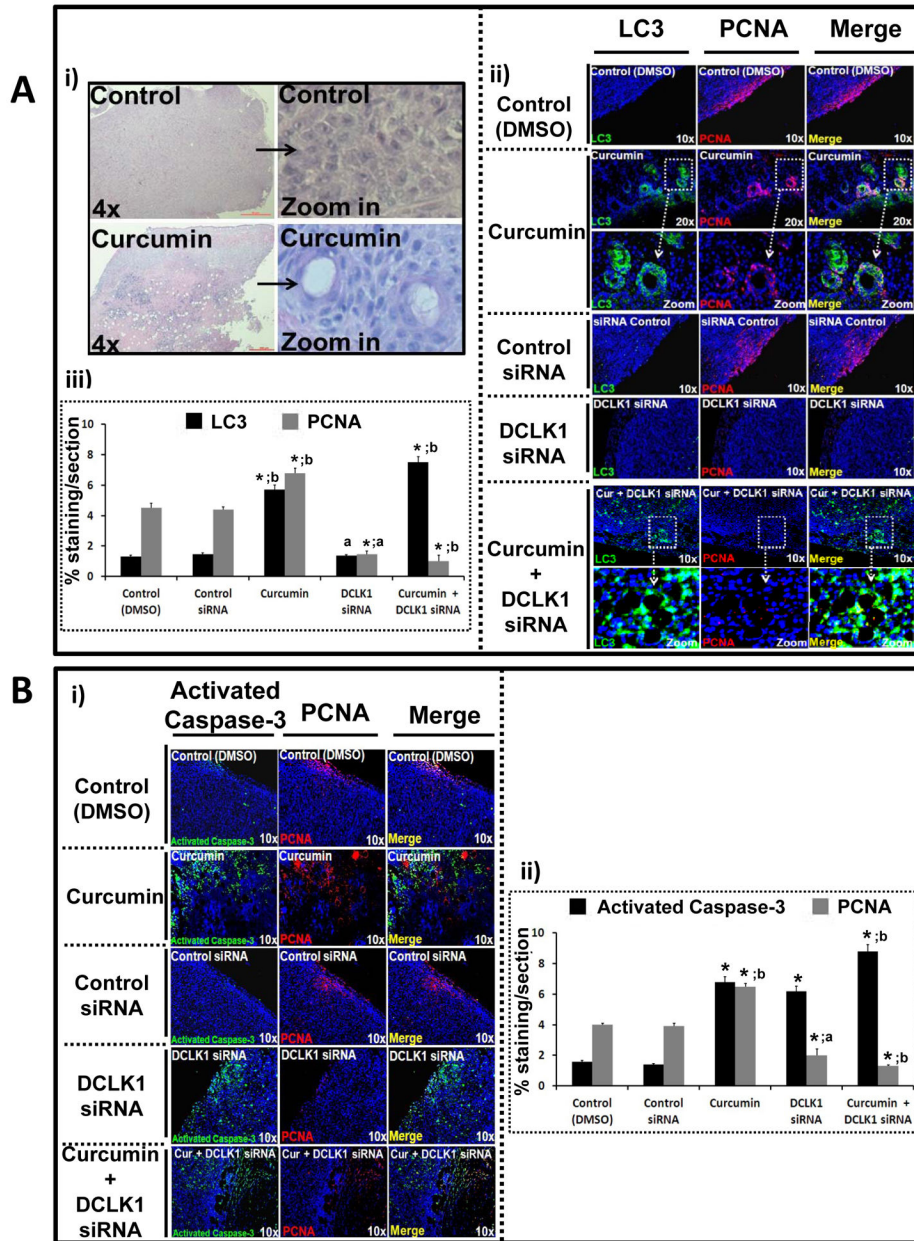 A
i)
Control
Control
4x
Zoom in
Curcumin
Curcumin
4x
Zoom in
ii)
LC3
PCNA
Merge
Control
(DMSO)
Control (DMSO)
Control (DMSO)
Control (DMSO)
LC3
10x
PCNA
10x
Merge
10x
Curcumin
Curcumin
Curcumin
Curcumin
LC3
20x
PCNA
20x
Merge
20x
LC3
Zoom
PCNA
Zoom
Merge
Zoom
Control
siRNA
siRNA Control
siRNA Control
siRNA Control
LC3
10x
PCNA
10x
Merge
10x
DCLK1
siRNA
DCLK1 siRNA
DCLK1 siRNA
DCLK1 siRNA
LC3
10x
PCNA
10x
Merge
10x
Curcumin
+
DCLK1
siRNA
Cur + DCLK1 siRNA
Cur + DCLK1 siRNA
Cur + DCLK1 siRNA
LC3
10x
PCNA
10x
Merge
10x
LC3
Zoom
PCNA
Zoom
Merge
Zoom
iii)
LC3
PCNA
% staining/section
10
8
6
4
2
0
*;b
*;b
a
*;a
*;b
*;b
Control
(DMSO)
Control
siRNA
Curcumin
DCLK1
siRNA
Curcumin +
DCLK1 siRNA
B
i)
Activated
Caspase-3
PCNA
Merge
Control
(DMSO)
Control (DMSO)
Control (DMSO)
Control (DMSO)
Activated Caspase-3
10x
PCNA
10x
Merge
10x
Curcumin
Curcumin
Curcumin
Curcumin
Activated Caspase-3
10x
PCNA
10x
Merge
10x
Control
siRNA
Control siRNA
Control siRNA
Control siRNA
Activated Caspase-3
10x
PCNA
10x
Merge
10x
DCLK1
siRNA
DCLK1 siRNA
DCLK1 siRNA
DCLK1 siRNA
Activated Caspase-3
10x
PCNA
10x
Merge
10x
Curcumin
+
DCLK1
siRNA
Cur + DCLK1 siRNA
Cur + DCLK1 siRNA
Cur + DCLK1 siRNA
Activated Caspase-3
10x
PCNA
10x
Merge
10x
ii)
Activated Caspase-3
PCNA
% staining/section
10
8
6
4
2
0
*
*;b
*
*;a
*;b
*;b
Control
(DMSO)
Control
siRNA
Curcumin
DCLK1
siRNA
Curcumin +
DCLK1 siRNA